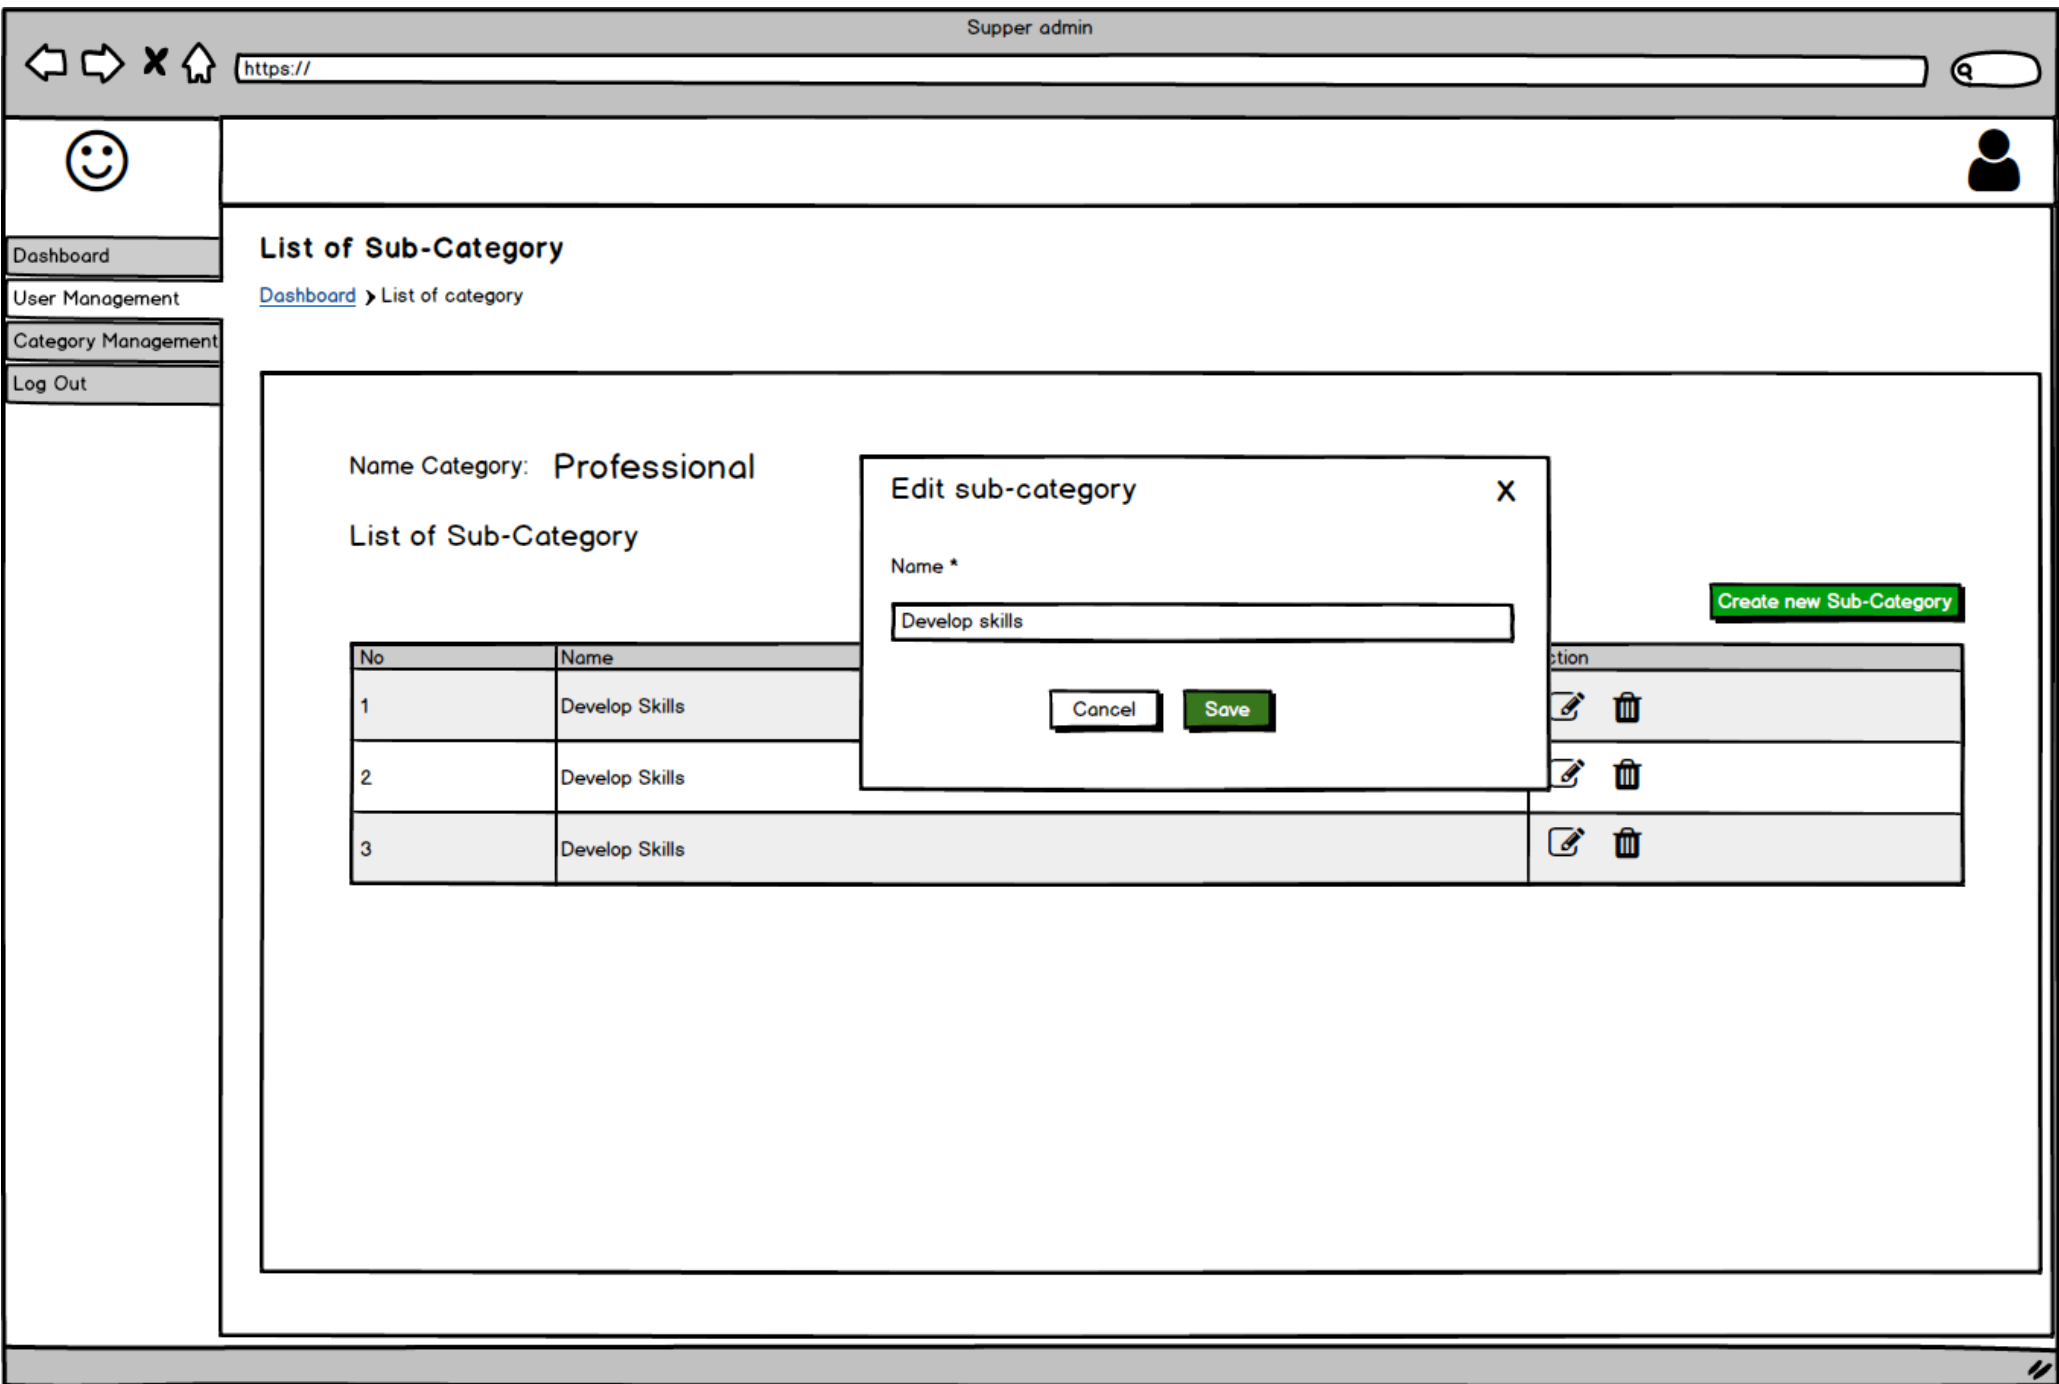 Supper admin
https://
Dashboard
User Management
Category Management
Log Out
List of Sub-Category
Dashboard > List of category
Name Category: Professional
List of Sub-Category
Create new Sub-Category
Edit sub-category X
Name *
Develop skills
Cancel Save
No Name ction
1 Develop Skills
2 Develop Skills
3 Develop Skills